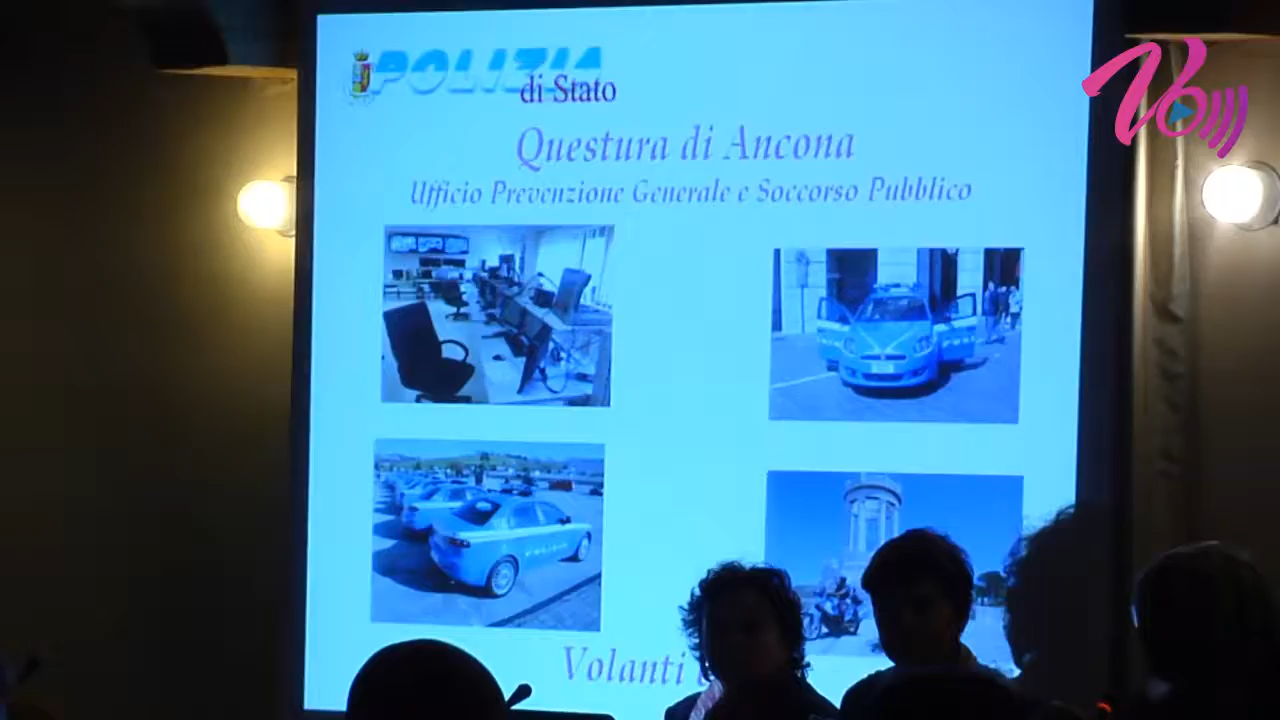 POLIZIA
di Stato
Questura di Ancona
Ufficio Prevenzione Generale e Soccorso Pubblico
Volanti